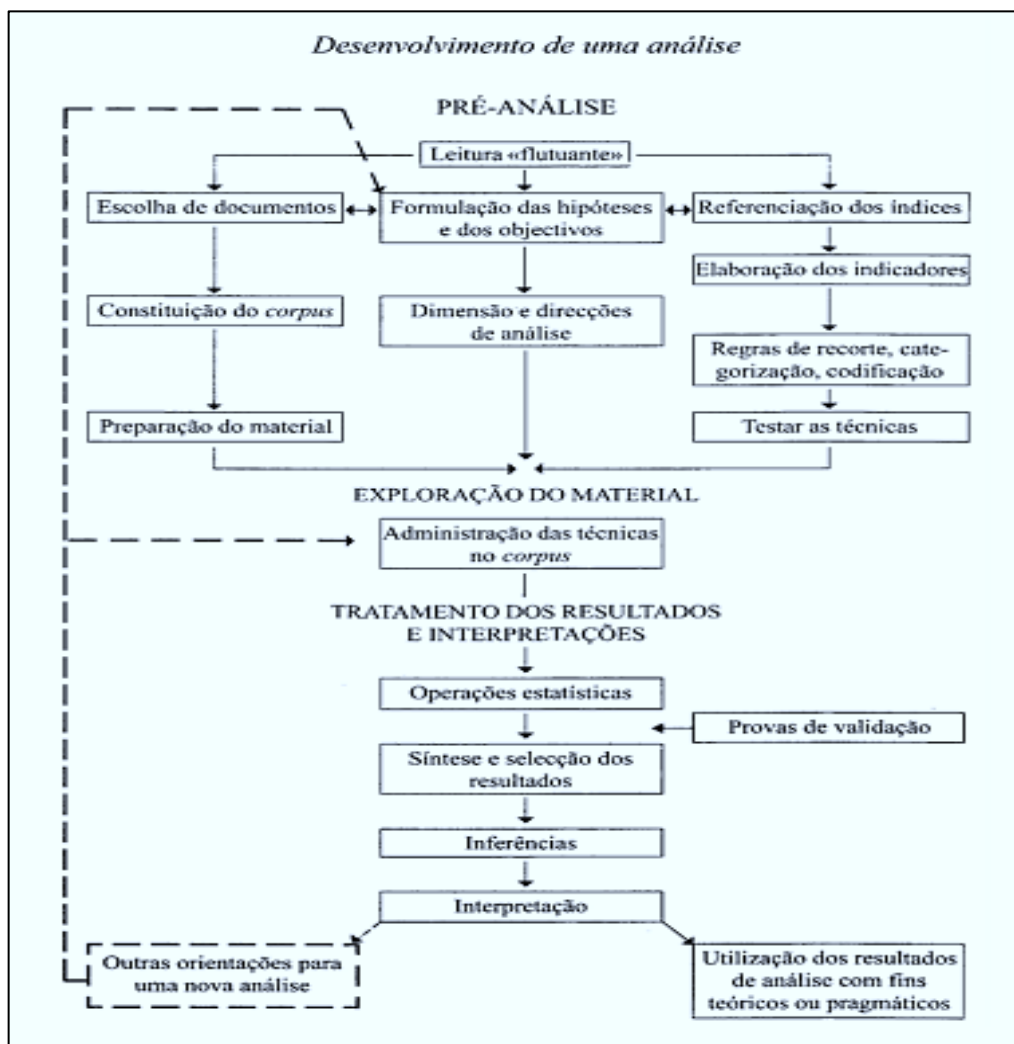 Desenvolvimento de uma análise
PRÉ-ANÁLISE
Leitura «flutuante»
Escolha de documentos
Formulação das hipóteses
e dos objectivos
Referenciação dos índices
Elaboração dos indicadores
Constituição do corpus
Dimensão e direcções
de análise
Regras de recorte, cate-
gorização, codificação
Preparação do material
Testar as técnicas
EXPLORAÇÃO DO MATERIAL
Administração das técnicas
no corpus
TRATAMENTO DOS RESULTADOS
E INTERPRETAÇÕES
Operações estatísticas
Provas de validação
Síntese e selecção dos
resultados
Inferências
Interpretação
Outras orientações para
uma nova análise
Utilização dos resultados
de análise com fins
teóricos ou pragmáticos